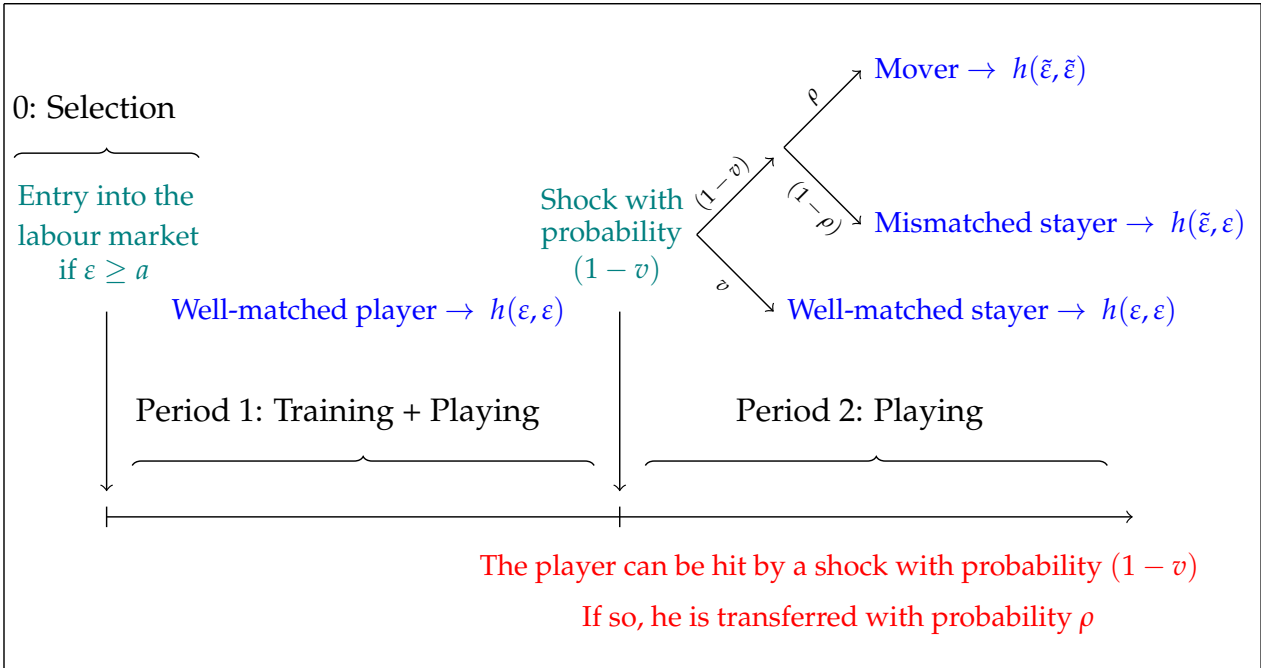 0: Selection
Entry into the
labour market
if ε ≥ a
Well-matched player → h(ε, ε)
Shock with
probability
(1 − v)
(1 − v)
v
ρ
(1 − ρ)
Mover → h(ε̃, ε̃)
Mismatched stayer → h(ε̃, ε)
Well-matched stayer → h(ε, ε)
Period 1: Training + Playing
Period 2: Playing
The player can be hit by a shock with probability (1 − v)
If so, he is transferred with probability ρ